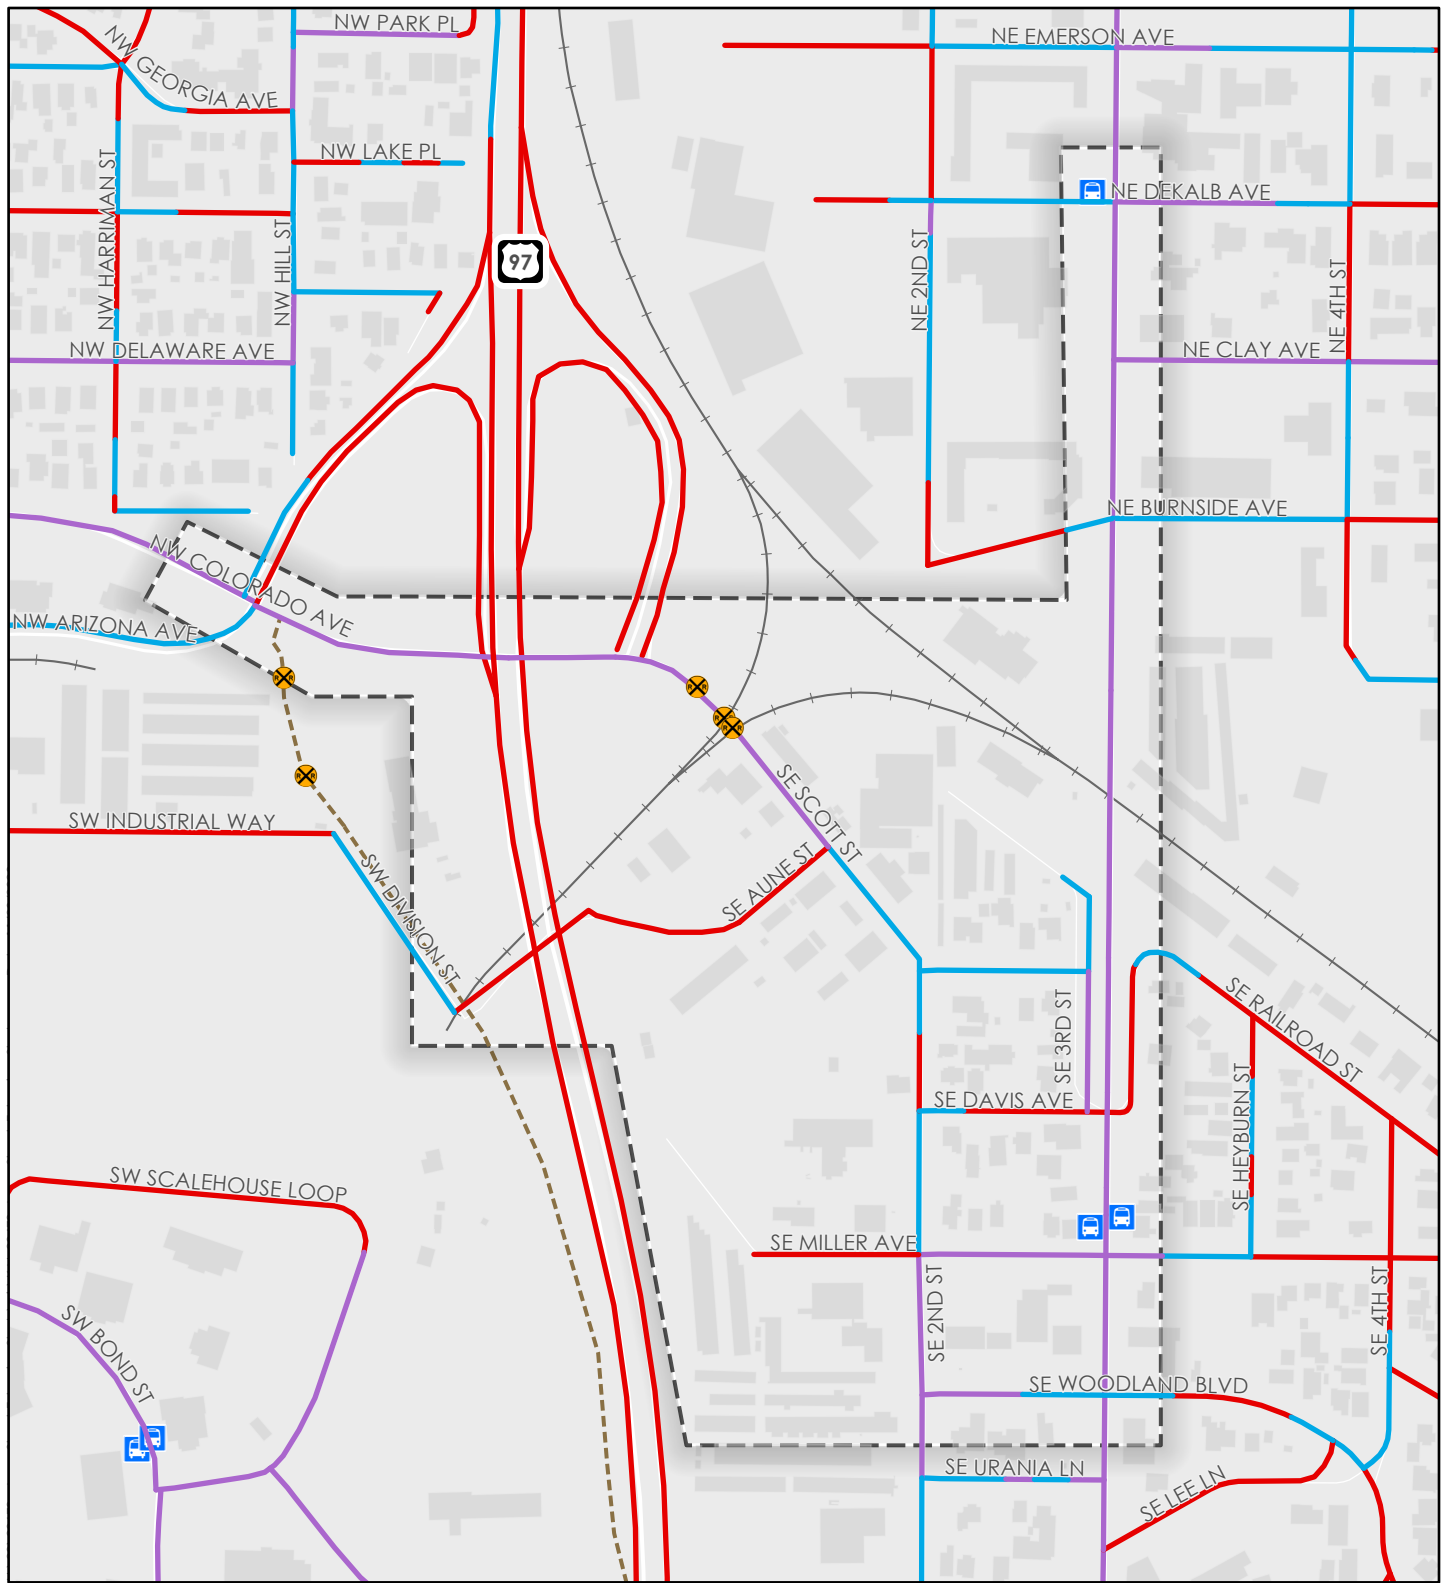 NW PARK PL
NE EMERSON AVE
NW GEORGIA AVE
NW LAKE PL
NW HARRIMAN ST
NE DEKALB AVE
NW HILL ST
97
NE 2ND ST
NE 4TH ST
NW DELAWARE AVE
NE CLAY AVE
NE BURNSIDE AVE
NW COLORADO AVE
NW ARIZONA AVE
R R
R R
R
R R
R R
SE SCOTT ST
SW INDUSTRIAL WAY
SE AUNE ST
SW DIVISION ST
SE RAILROAD ST
SE 3RD ST
SE DAVIS AVE
SE HEYBURN ST
SW SCALEHOUSE LOOP
SE MILLER AVE
SE 2ND ST
SE 4TH ST
SW BOND ST
SE WOODLAND BLVD
SE URANIA LN
SE LEE LN